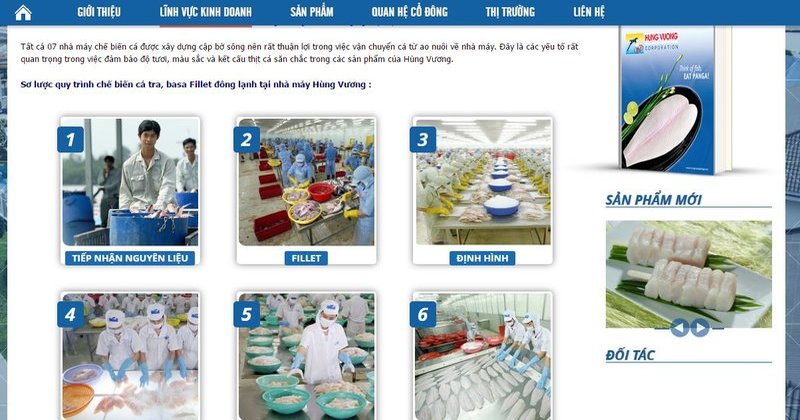 GIỚI THIỆU
LĨNH VỰC KINH DOANH
SẢN PHẨM
QUAN HỆ CỔ ĐÔNG
THỊ TRƯỜNG
LIÊN HỆ
Tất cả 07 nhà máy chế biến cá được xây dựng cập bờ sông nên rất thuận lợi trong việc vận chuyển cá từ ao nuôi về nhà máy. Đây là các yếu tố rất
quan trọng trong việc đảm bảo độ tươi, màu sắc và kết cấu thịt cá săn chắc trong các sản phẩm của Hùng Vương.
Sơ lược quy trình chế biến cá tra, basa Fillet đông lạnh tại nhà máy Hùng Vương :
HUNG VUONG
CORPORATION
Think of fish,
EAT PANGA!
1
2
3
TIẾP NHẬN NGUYÊN LIỆU
FILLET
ĐỊNH HÌNH
SẢN PHẨM MỚI
4
5
6
ĐỐI TÁC